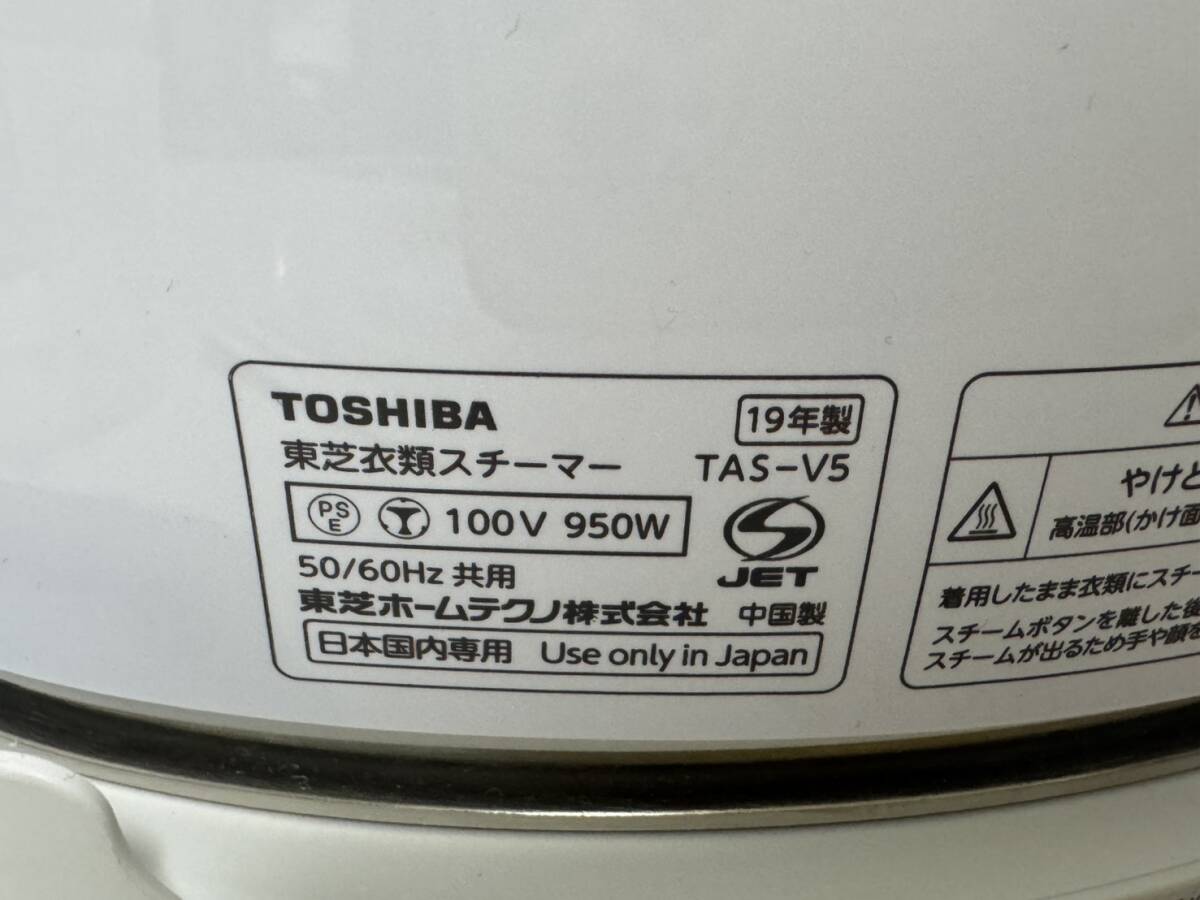 TOSHIBA 19年製
東芝衣類スチーマー TAS-V5
PSE 100V 950W
JET
50/60Hz 共用
東芝ホームテクノ株式会社 中国製
日本国内専用 Use only in Japan
やけど
高温部(かけ面
着用したまま衣類にスチー
スチームボタンを離した後
スチームが出るため手や顔を